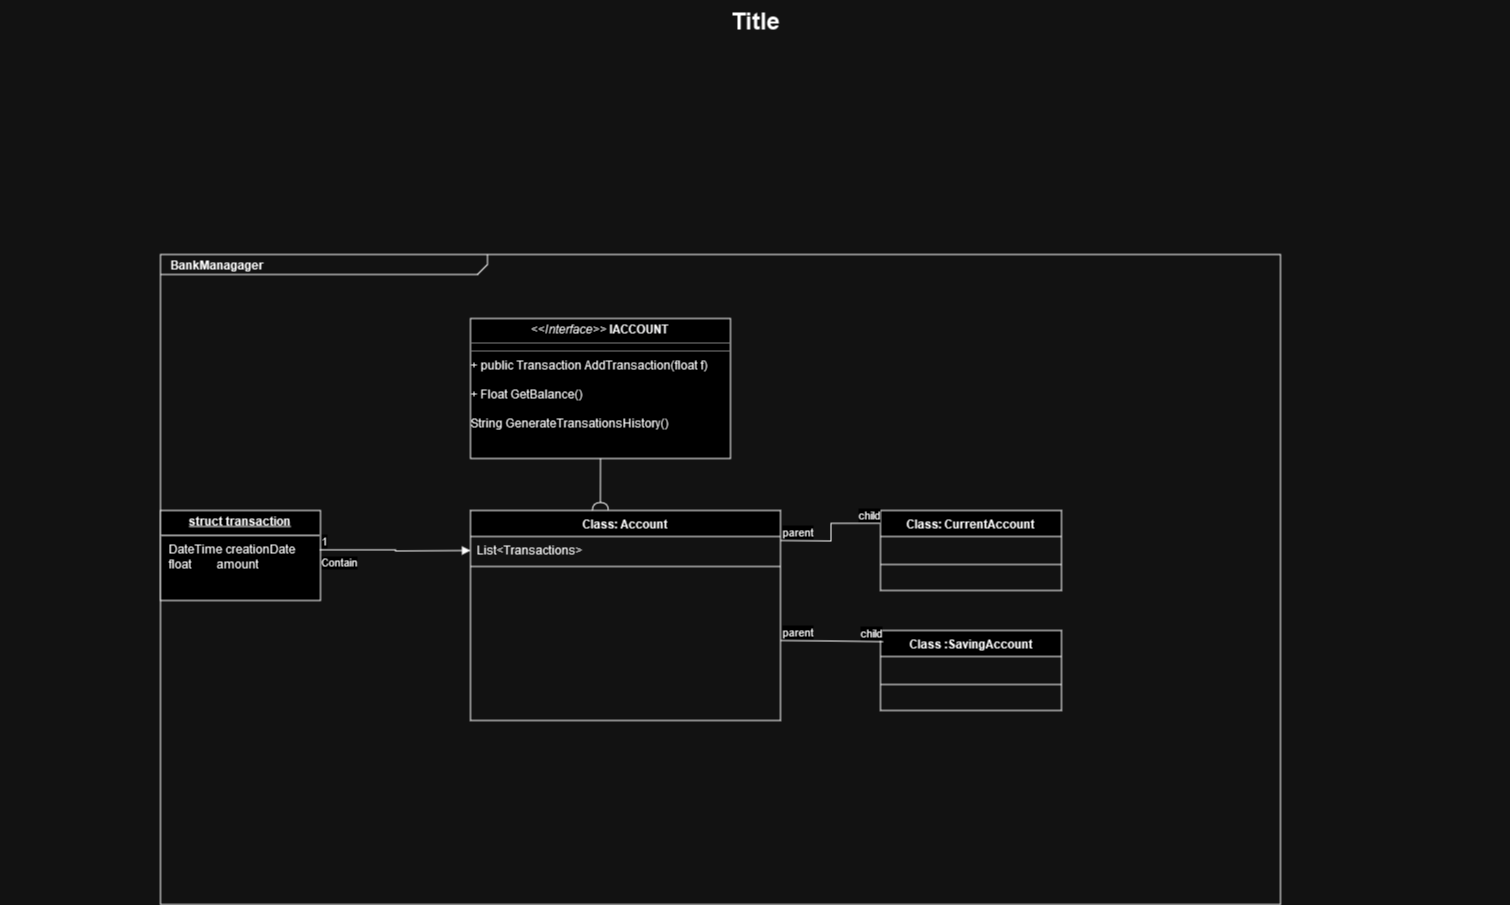 Title
BankManagager
<<Interface>> IACCOUNT
+ public Transaction AddTransaction(float f)
+ Float GetBalance()
String GenerateTransationsHistory()
struct transaction
DateTime creationDate
float amount
1
Contain
Class: Account
List<Transactions>
parent
child
Class: CurrentAccount
parent
child
Class :SavingAccount